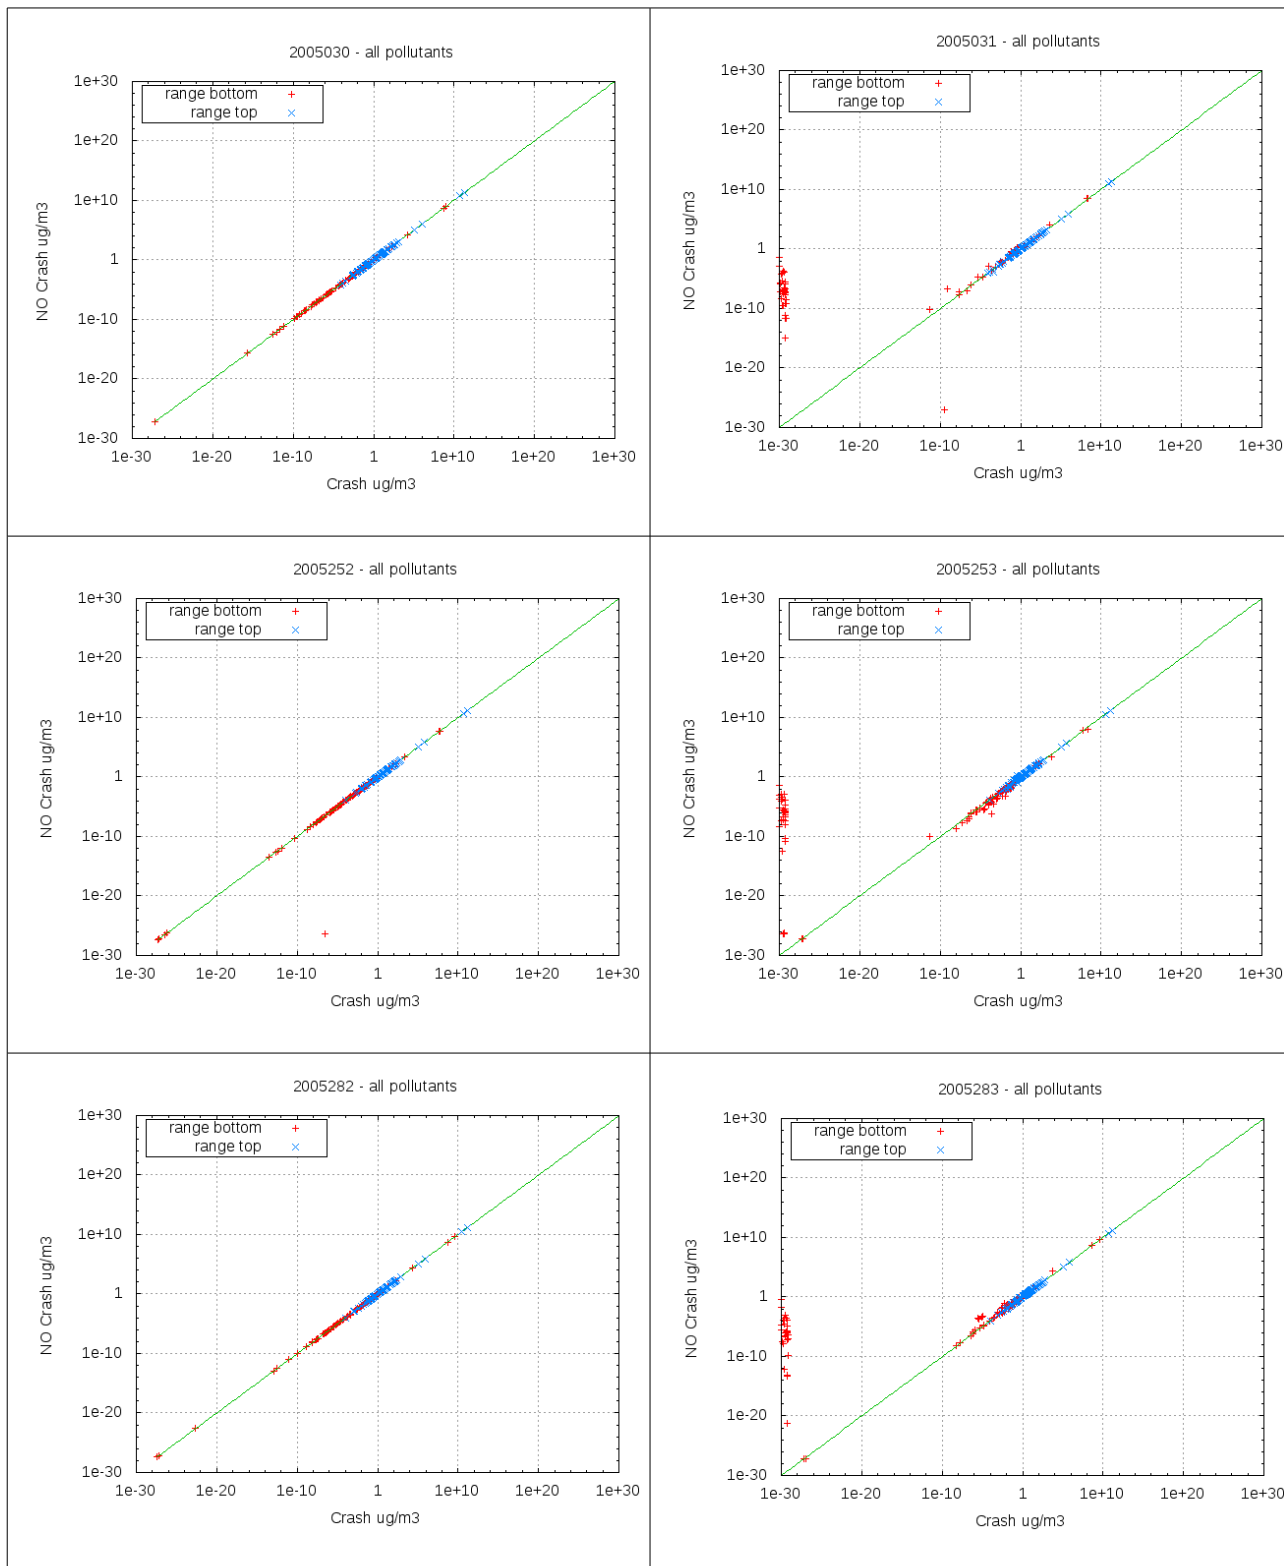 2005030 - all pollutants
1e+30
range bottom
range top
1e+20
1e+10
1
1e-10
1e-20
1e-30
NO Crash ug/m3
1e-30 1e-20 1e-10 1 1e+10 1e+20 1e+30
Crash ug/m3
2005031 - all pollutants
1e+30
range bottom
range top
1e+20
1e+10
1
1e-10
1e-20
1e-30
NO Crash ug/m3
1e-30 1e-20 1e-10 1 1e+10 1e+20 1e+30
Crash ug/m3
2005252 - all pollutants
1e+30
range bottom
range top
1e+20
1e+10
1
1e-10
1e-20
1e-30
NO Crash ug/m3
1e-30 1e-20 1e-10 1 1e+10 1e+20 1e+30
Crash ug/m3
2005253 - all pollutants
1e+30
range bottom
range top
1e+20
1e+10
1
1e-10
1e-20
1e-30
NO Crash ug/m3
1e-30 1e-20 1e-10 1 1e+10 1e+20 1e+30
Crash ug/m3
2005282 - all pollutants
1e+30
range bottom
range top
1e+20
1e+10
1
1e-10
1e-20
1e-30
NO Crash ug/m3
1e-30 1e-20 1e-10 1 1e+10 1e+20 1e+30
Crash ug/m3
2005283 - all pollutants
1e+30
range bottom
range top
1e+20
1e+10
1
1e-10
1e-20
1e-30
NO Crash ug/m3
1e-30 1e-20 1e-10 1 1e+10 1e+20 1e+30
Crash ug/m3